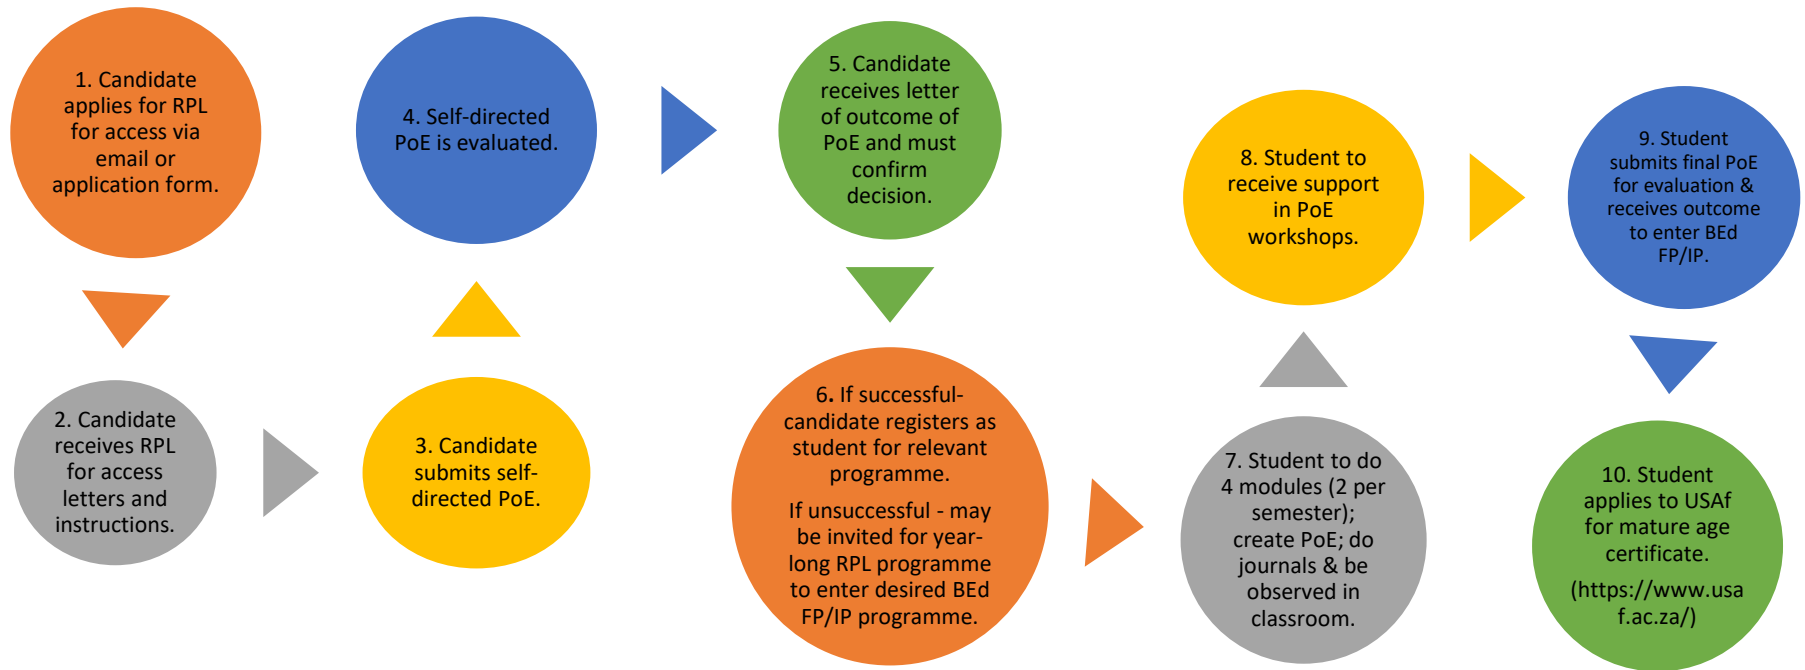 1. Candidate
applies for RPL
for access via
email or
application form.
2. Candidate
receives RPL
for access
letters and
instructions.
3. Candidate
submits self-
directed PoE.
4. Self-directed
PoE is evaluated.
5. Candidate
receives letter
of outcome of
PoE and must
confirm
decision.
6. If successful-
candidate registers as
student for relevant
programme.
If unsuccessful - may
be invited for year-
long RPL programme
to enter desired BEd
FP/IP programme.
7. Student to do
4 modules (2 per
semester);
create PoE; do
journals & be
observed in
classroom.
8. Student to
receive support
in PoE
workshops.
9. Student
submits final PoE
for evaluation &
receives outcome
to enter BEd
FP/IP.
10. Student
applies to USAf
for mature age
certificate.
(https://www.usa
f.ac.za/)